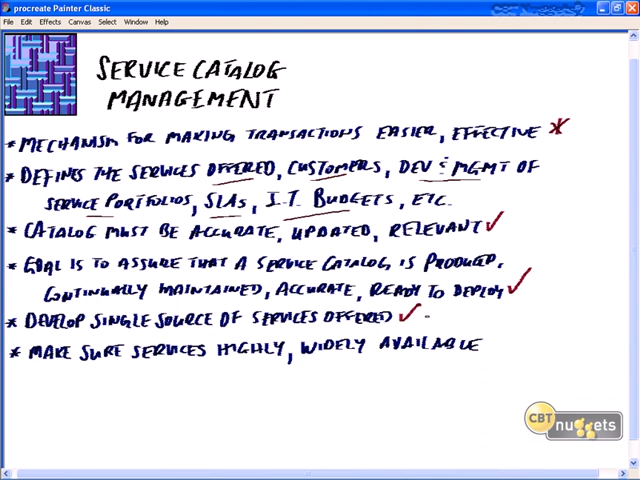 procreate Painter Classic
File Edit Effects Canvas Select Window Help
SERVICE CATALOG
MANAGEMENT
* MECHANISM FOR MAKING TRANSACTIONS EASIER, EFFECTIVE
* DEFINES THE SERVICES OFFERED, CUSTOMERS, DEV & MGMT OF
SERVICE PORTFOLIOS, SLAs, I.T. BUDGETS, ETC.
* CATALOG MUST BE ACCURATE, UPDATED, RELEVANT
* GOAL IS TO ASSURE THAT A SERVICE CATALOG IS PRODUCED,
CONTINUALLY MAINTAINED, ACCURATE, READY TO DEPLOY
* DEVELOP SINGLE SOURCE OF SERVICES OFFERED
* MAKE SURE SERVICES HIGHLY, WIDELY AVAILABLE
CBT nuggets